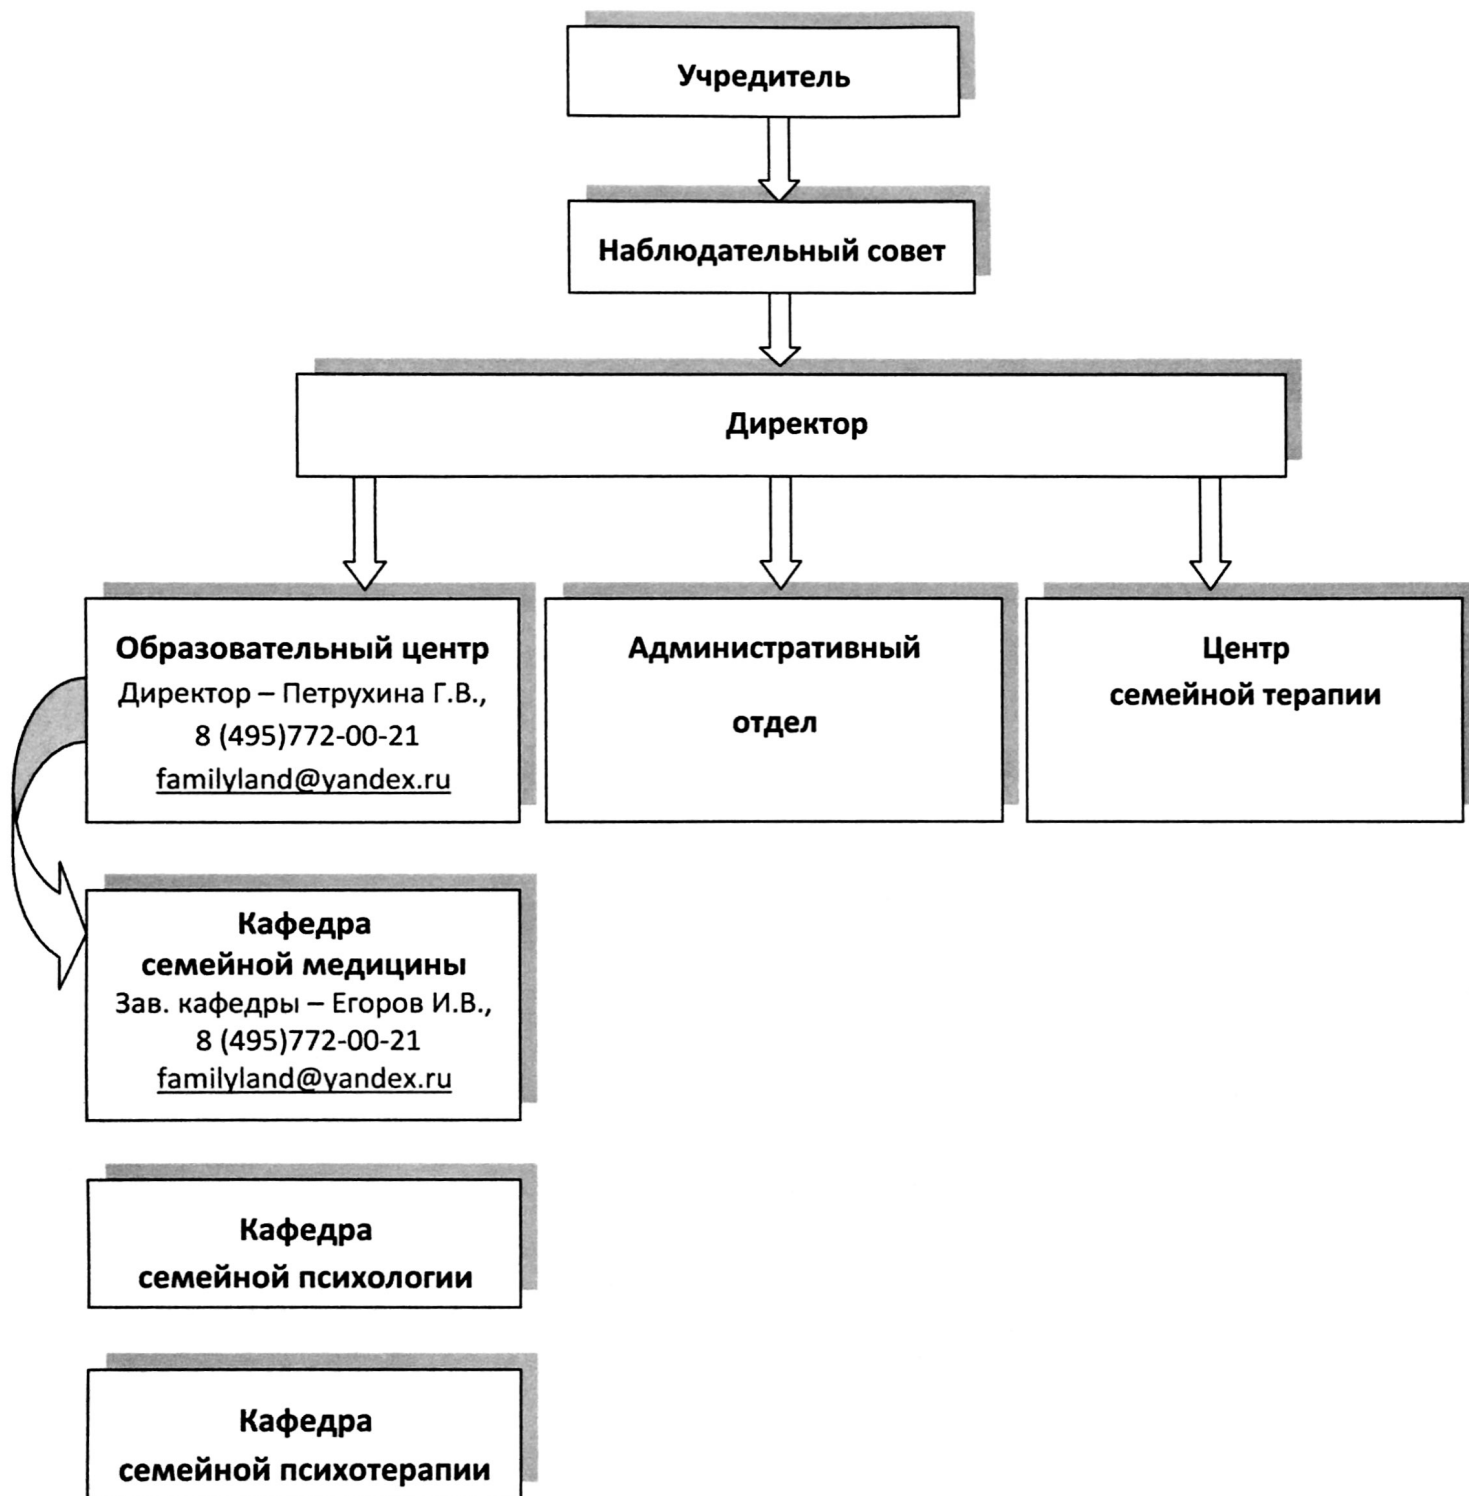 Учредитель
Наблюдательный совет
Директор
Образовательный центр
Директор – Петрухина Г.В.,
8 (495)772-00-21
familyland@yandex.ru
Административный
отдел
Центр
семейной терапии
Кафедра
семейной медицины
Зав. кафедры – Егоров И.В.,
8 (495)772-00-21
familyland@yandex.ru
Кафедра
семейной психологии
Кафедра
семейной психотерапии